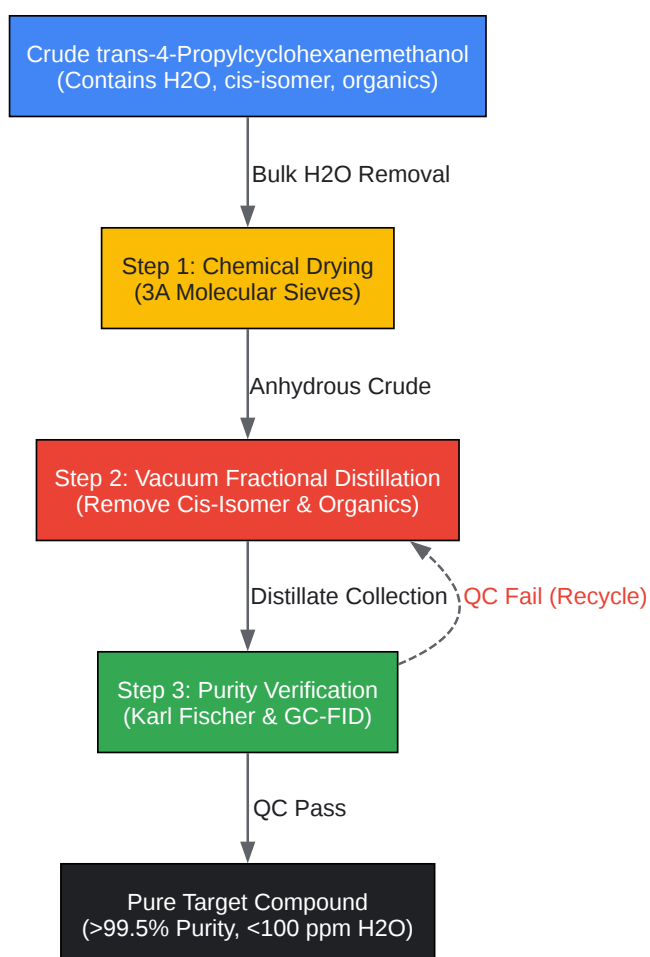 Crude trans-4-Propylcyclohexanemethanol
(Contains H2O, cis-isomer, organics)
Bulk H2O Removal
Step 1: Chemical Drying
(3A Molecular Sieves)
Anhydrous Crude
Step 2: Vacuum Fractional Distillation
(Remove Cis-Isomer & Organics)
Distillate Collection
QC Fail (Recycle)
Step 3: Purity Verification
(Karl Fischer & GC-FID)
QC Pass
Pure Target Compound
(>99.5% Purity, <100 ppm H2O)